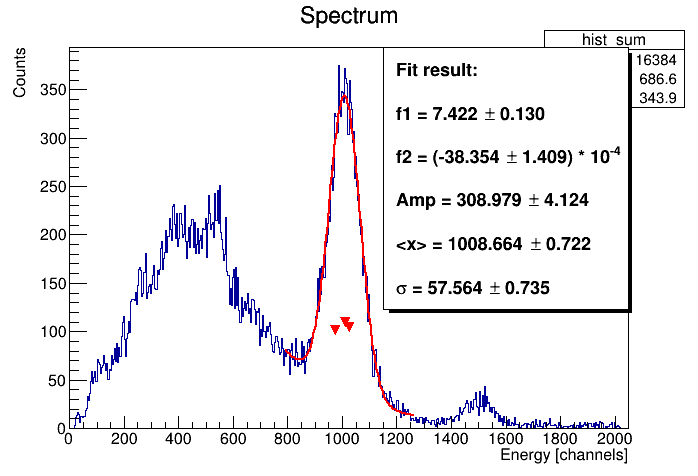 Spectrum
Counts
hist_sum
16384
686.6
343.9
Fit result:
f1 = 7.422 ± 0.130
f2 = (-38.354 ± 1.409) * 10⁻⁴
Amp = 308.979 ± 4.124
<x> = 1008.664 ± 0.722
σ = 57.564 ± 0.735
350
300
250
200
150
100
50
0
0 200 400 600 800 1000 1200 1400 1600 1800 2000
Energy [channels]